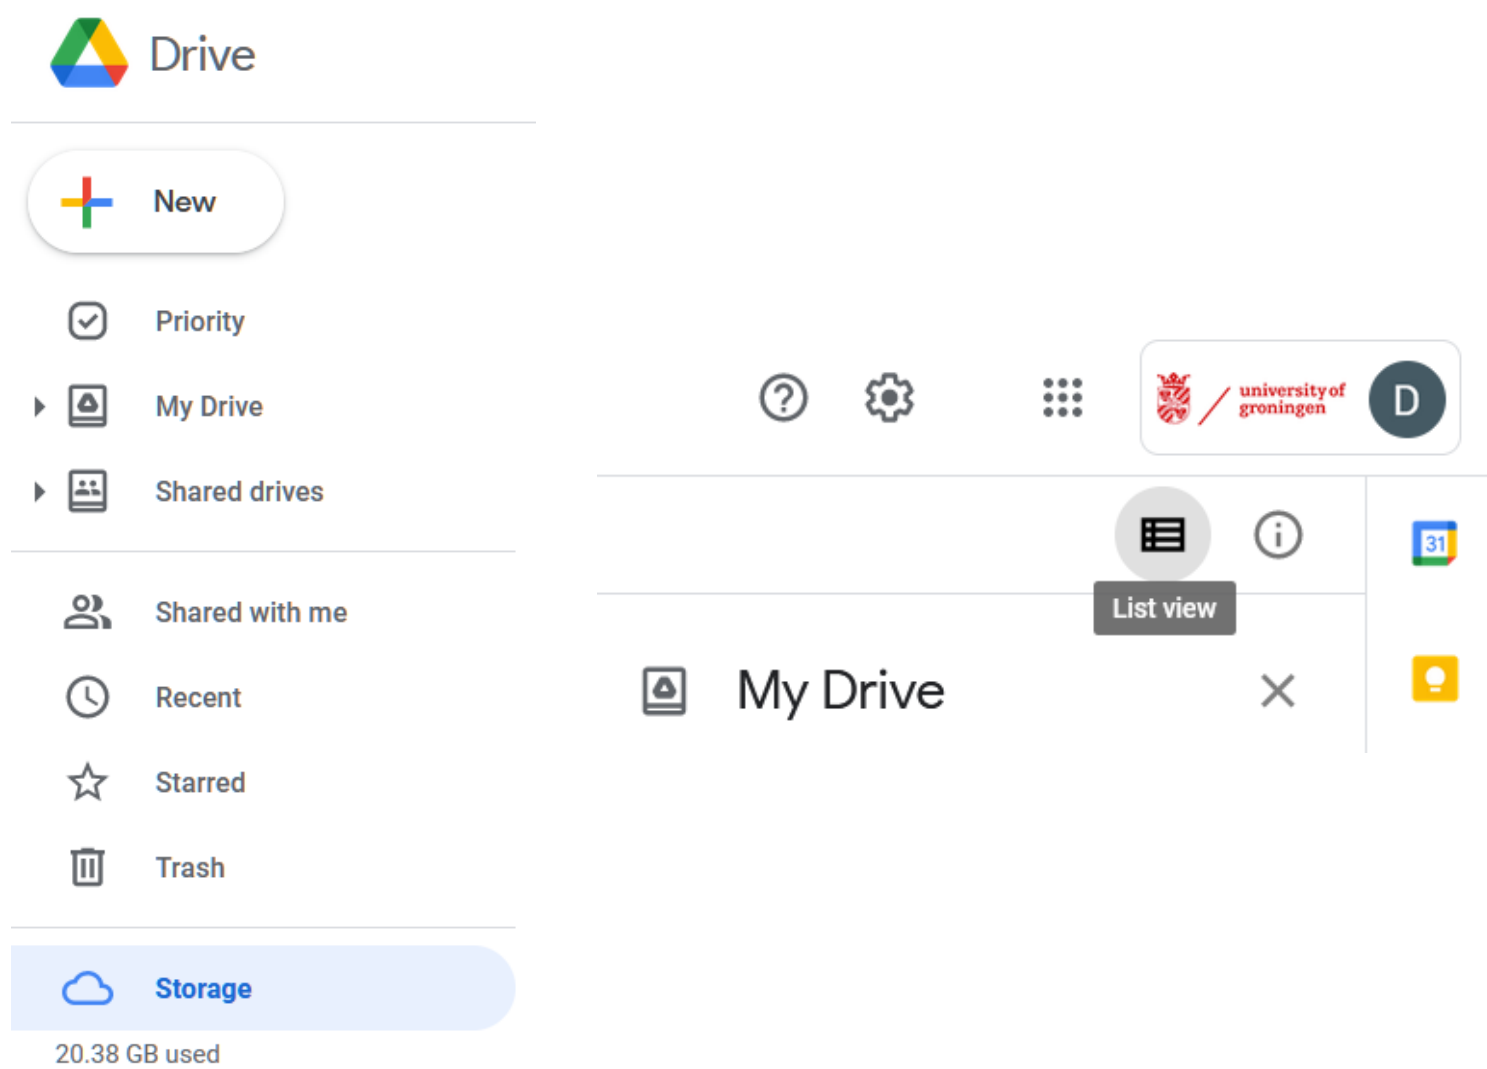 Drive
New
Priority
My Drive
Shared drives
Shared with me
Recent
Starred
Trash
Storage
20.38 GB used
university of
groningen
D
31
List view
My Drive